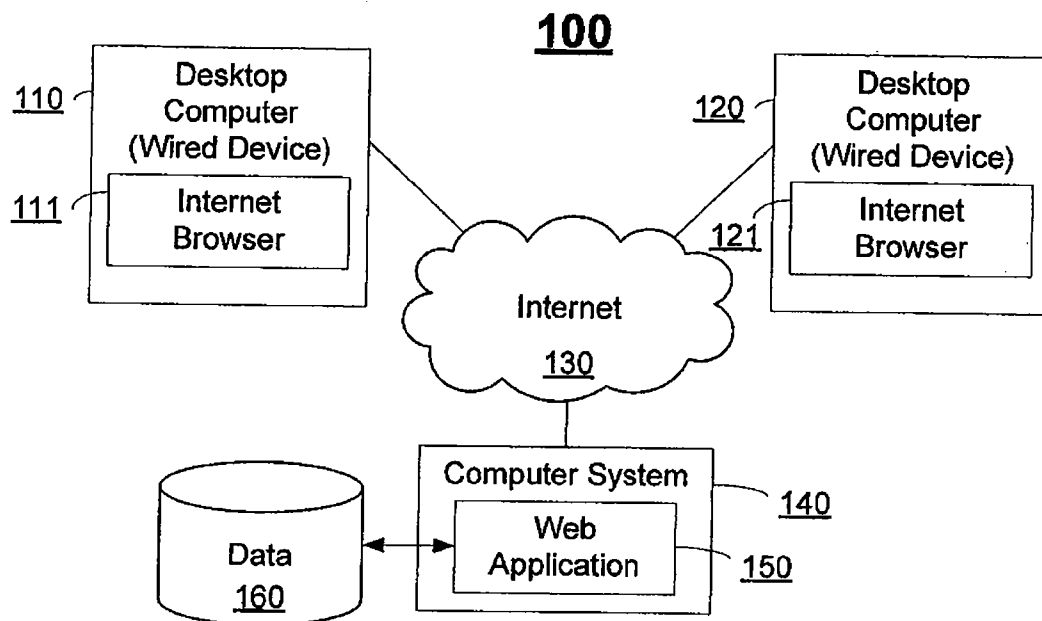 100
110
Desktop
Computer
(Wired Device)
111
Internet
Browser
120
Desktop
Computer
(Wired Device)
121
Internet
Browser
Internet
130
Computer System
140
Web
Application
150
Data
160